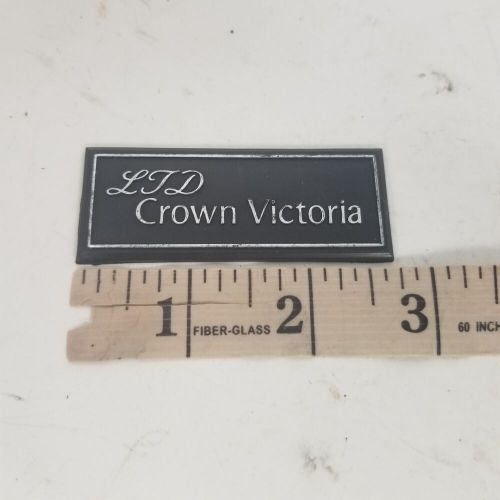 LTD
Crown Victoria
1 FIBER-GLASS 2 3 60 INCH